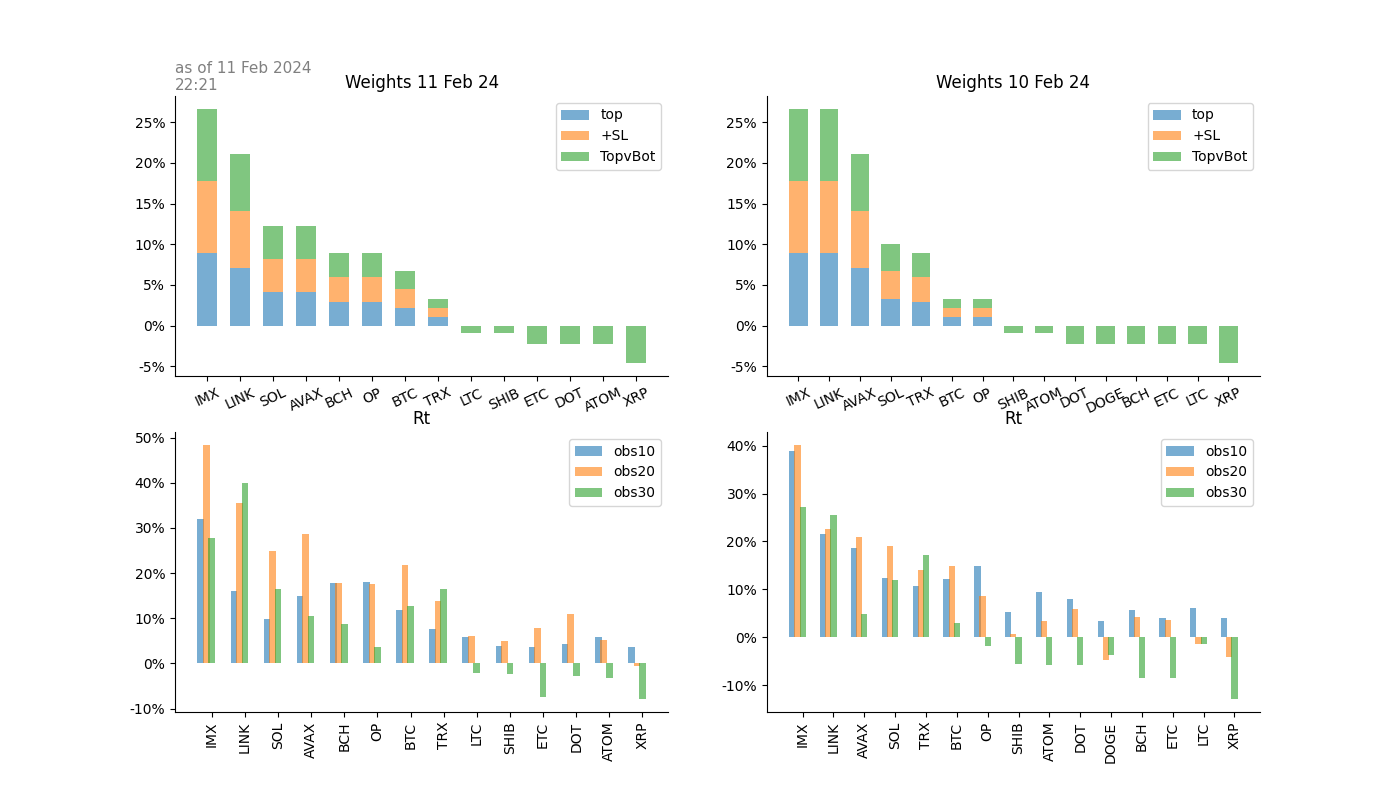 as of 11 Feb 2024
22:21
Weights 11 Feb 24
25%
20%
15%
10%
5%
0%
-5%
top
+SL
TopvBot
IMX LINK SOL AVAX BCH OP BTC TRX LTC SHIB ETC DOT ATOM XRP
Weights 10 Feb 24
25%
20%
15%
10%
5%
0%
-5%
top
+SL
TopvBot
IMX LINK AVAX SOL TRX BTC OP SHIB ATOM DOT DOGE BCH ETC LTC XRP
Rt
50%
40%
30%
20%
10%
0%
-10%
obs10
obs20
obs30
IMX LINK SOL AVAX BCH OP BTC TRX LTC SHIB ETC DOT ATOM XRP
Rt
40%
30%
20%
10%
0%
-10%
obs10
obs20
obs30
IMX LINK AVAX SOL TRX BTC OP SHIB ATOM DOT DOGE BCH ETC LTC XRP